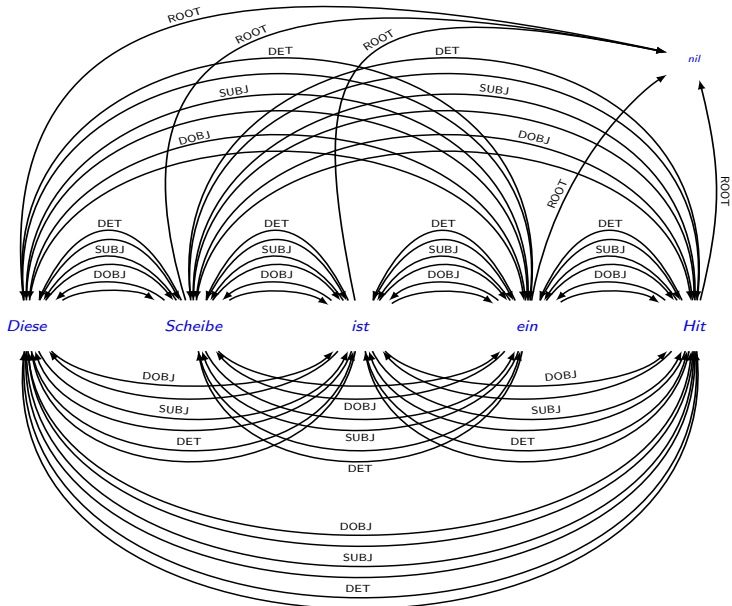 ROOT
ROOT
ROOT
DET DET
nil
SUBJ SUBJ
DOBJ DOBJ
ROOT ROOT
DET DET DET DET
SUBJ SUBJ SUBJ SUBJ
DOBJ DOBJ DOBJ DOBJ
Diese Scheibe ist ein Hit
DOBJ DOBJ
DOBJ
SUBJ SUBJ
SUBJ
DET DET
DET
DOBJ
SUBJ
DET